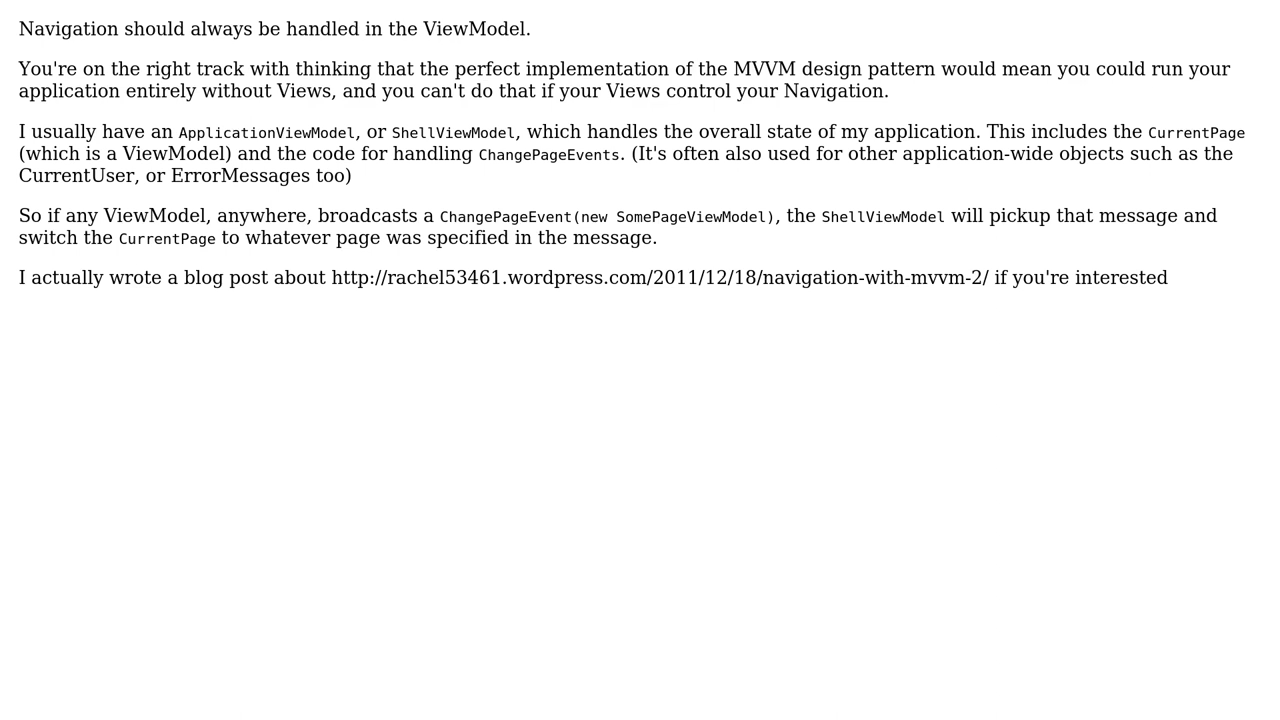 Navigation should always be handled in the ViewModel.
You're on the right track with thinking that the perfect implementation of the MVVM design pattern would mean you could run your
application entirely without Views, and you can't do that if your Views control your Navigation.
I usually have an ApplicationViewModel, or ShellViewModel, which handles the overall state of my application. This includes the CurrentPage
(which is a ViewModel) and the code for handling ChangePageEvents. (It's often also used for other application-wide objects such as the
CurrentUser, or ErrorMessages too)
So if any ViewModel, anywhere, broadcasts a ChangePageEvent(new SomePageViewModel), the ShellViewModel will pickup that message and
switch the CurrentPage to whatever page was specified in the message.
I actually wrote a blog post about http://rachel53461.wordpress.com/2011/12/18/navigation-with-mvvm-2/ if you're interested